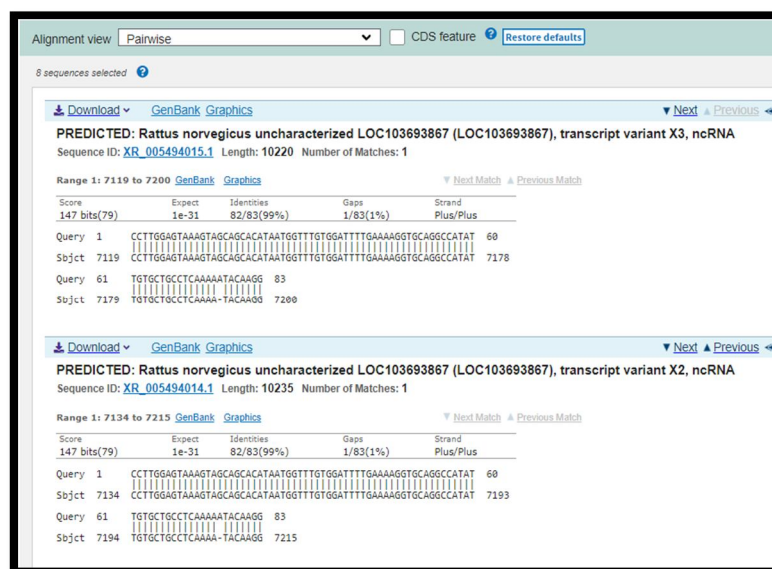 Alignment view Pairwise CDS feature ? Restore defaults
8 sequences selected ?
Download GenBank Graphics Next Previous
PREDICTED: Rattus norvegicus uncharacterized LOC103693867 (LOC103693867), transcript variant X3, ncRNA
Sequence ID: XR_005494015.1 Length: 10220 Number of Matches: 1
Range 1: 7119 to 7200 GenBank Graphics Next Match Previous Match
Score Expect Identities Gaps Strand
147 bits(79) 1e-31 82/83(99%) 1/83(1%) Plus/Plus
Query 1 CCTTGGAGTAAAGTAGCAGCACATAATGGTTTGTGGATTTTGAAAAGGTGCAGGCCATAT 60
Sbjct 7119 CCTTGGAGTAAAGTAGCAGCACATAATGGTTTGTGGATTTTGAAAAGGTGCAGGCCATAT 7178
Query 61 TGTGCTGCCTCAAAAATACAAGG 83
Sbjct 7179 TGTGCTGCCTCAAAA-TACAAGG 7200
Download GenBank Graphics Next Previous
PREDICTED: Rattus norvegicus uncharacterized LOC103693867 (LOC103693867), transcript variant X2, ncRNA
Sequence ID: XR_005494014.1 Length: 10235 Number of Matches: 1
Range 1: 7134 to 7215 GenBank Graphics Next Match Previous Match
Score Expect Identities Gaps Strand
147 bits(79) 1e-31 82/83(99%) 1/83(1%) Plus/Plus
Query 1 CCTTGGAGTAAAGTAGCAGCACATAATGGTTTGTGGATTTTGAAAAGGTGCAGGCCATAT 60
Sbjct 7134 CCTTGGAGTAAAGTAGCAGCACATAATGGTTTGTGGATTTTGAAAAGGTGCAGGCCATAT 7193
Query 61 TGTGCTGCCTCAAAAATACAAGG 83
Sbjct 7194 TGTGCTGCCTCAAAA-TACAAGG 7215